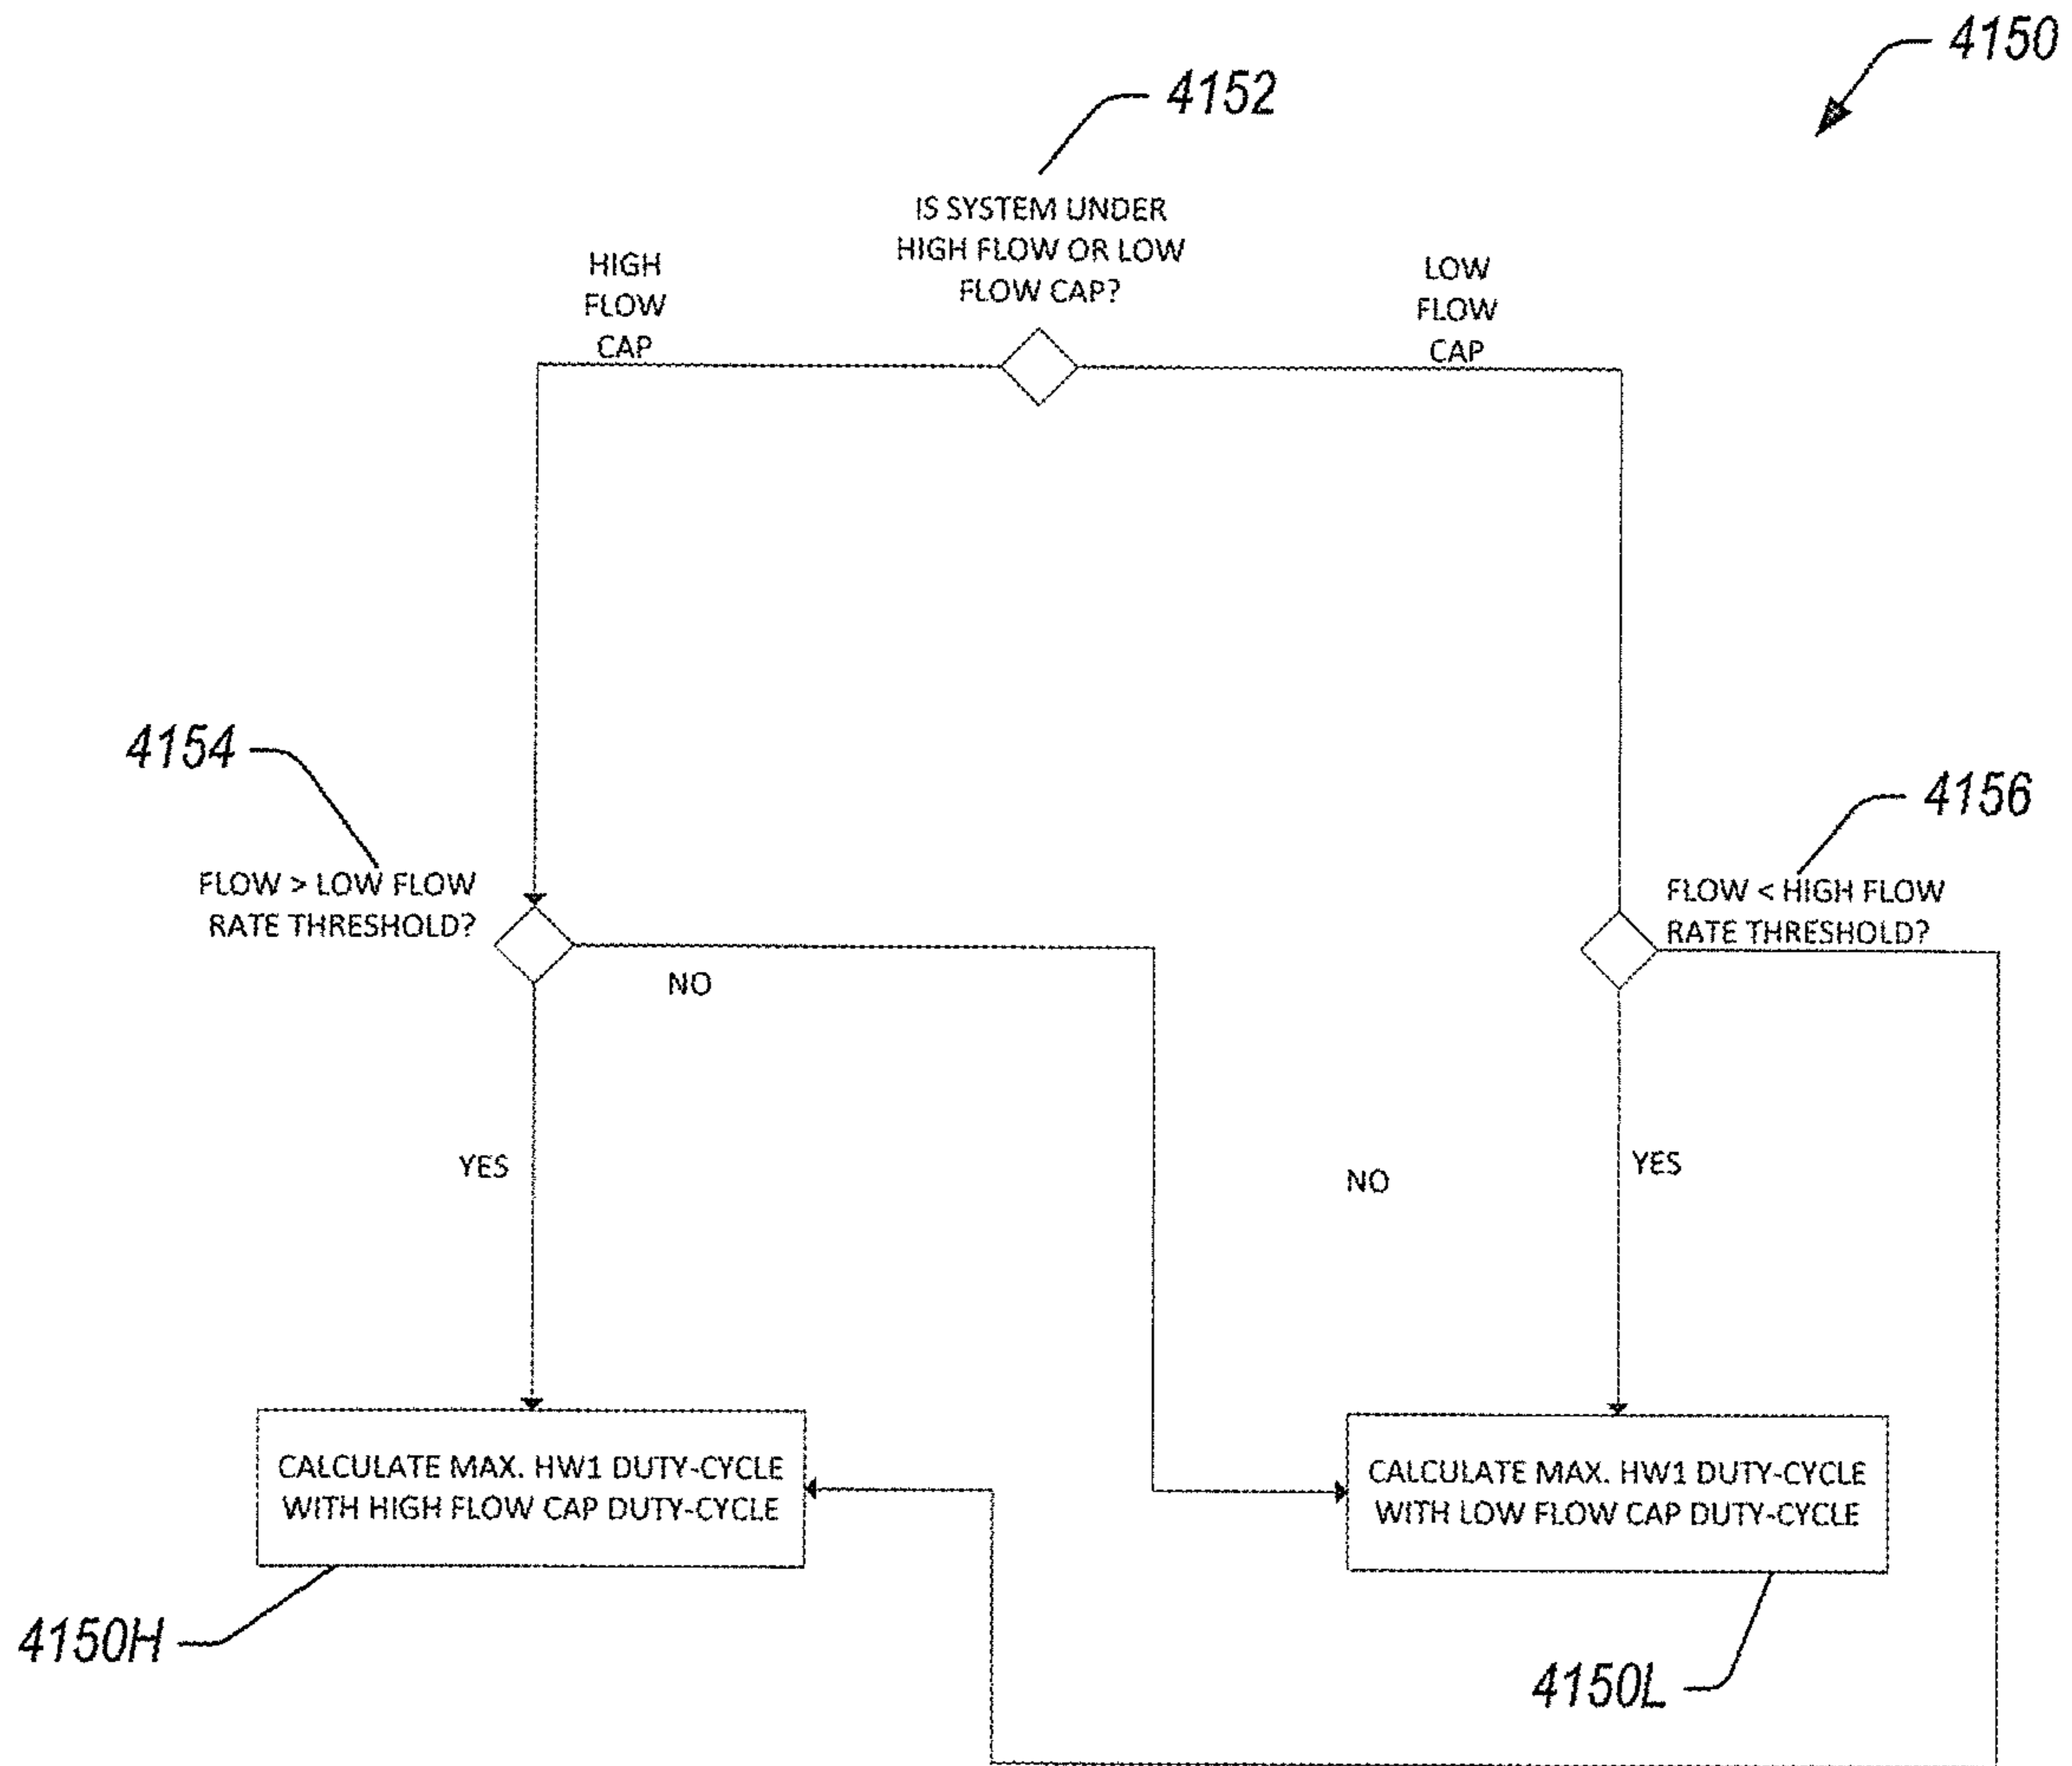 4150
4152
IS SYSTEM UNDER
HIGH FLOW OR LOW
FLOW CAP?
HIGH
FLOW
CAP
LOW
FLOW
CAP
4154
FLOW > LOW FLOW
RATE THRESHOLD?
4156
FLOW < HIGH FLOW
RATE THRESHOLD?
NO
YES
NO
YES
CALCULATE MAX. HW1 DUTY-CYCLE
WITH HIGH FLOW CAP DUTY-CYCLE
CALCULATE MAX. HW1 DUTY-CYCLE
WITH LOW FLOW CAP DUTY-CYCLE
4150H
4150L